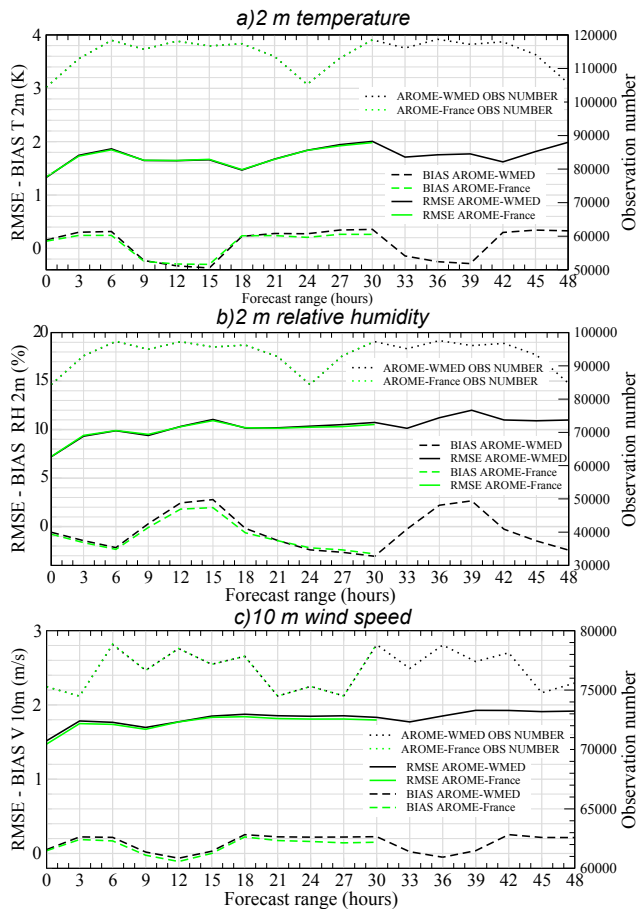 a)2 m temperature
RMSE - BIAS T 2m (K)
4
3
2
1
0
120000
110000
100000
90000
80000
70000
60000
50000
Observation number
AROME-WMED OBS NUMBER
AROME-France OBS NUMBER
BIAS AROME-WMED
BIAS AROME-France
RMSE AROME-WMED
RMSE AROME-France
0 3 6 9 12 15 18 21 24 27 30 33 36 39 42 45 48
Forecast range (hours)
b)2 m relative humidity
RMSE - BIAS RH 2m (%)
20
15
10
5
0
100000
90000
80000
70000
60000
50000
40000
30000
Observation number
AROME-WMED OBS NUMBER
AROME-France OBS NUMBER
BIAS AROME-WMED
RMSE AROME-WMED
BIAS AROME-France
RMSE AROME-France
0 3 6 9 12 15 18 21 24 27 30 33 36 39 42 45 48
Forecast range (hours)
c)10 m wind speed
RMSE - BIAS V 10m (m/s)
3
2
1
0
80000
75000
70000
65000
60000
Observation number
AROME-WMED OBS NUMBER
AROME-France OBS NUMBER
RMSE AROME-WMED
RMSE AROME-France
BIAS AROME-WMED
BIAS AROME-France
0 3 6 9 12 15 18 21 24 27 30 33 36 39 42 45 48
Forecast range (hours)